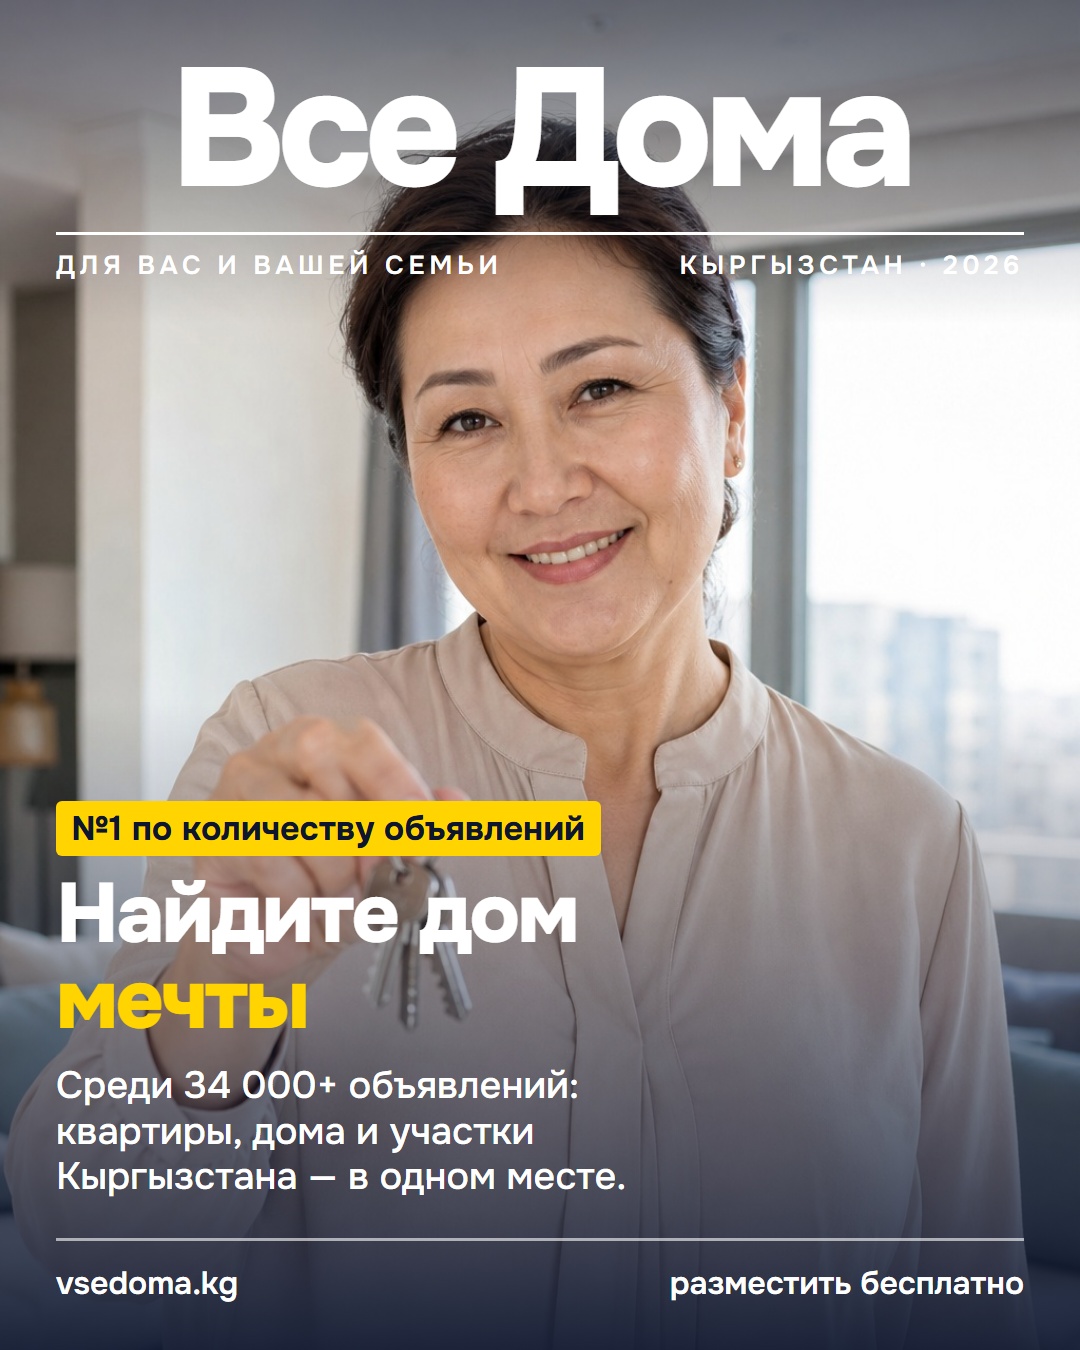 Все Дома
ДЛЯ ВАС И ВАШЕЙ СЕМЬИ
КЫРГЫЗСТАН · 2026
№1 по количеству объявлений
Найдите дом
мечты
Среди 34 000+ объявлений:
квартиры, дома и участки
Кыргызстана — в одном месте.
vsedoma.kg
разместить бесплатно